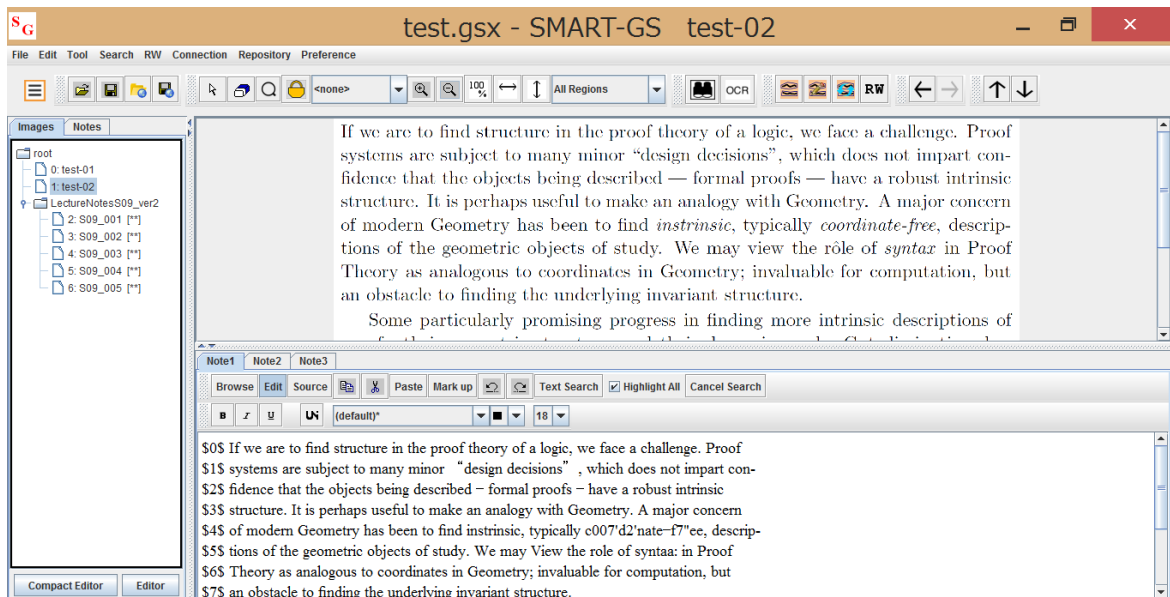 S G
test.gsx - SMART-GS test-02
File Edit Tool Search RW Connection Repository Preference
<none> 100 % All Regions OCR RW
Images Notes
root
0: test-01
1: test-02
LectureNotesS09_ver2
2: S09_001 [**]
3: S09_002 [**]
4: S09_003 [**]
5: S09_004 [**]
6: S09_005 [**]
Compact Editor Editor
If we are to find structure in the proof theory of a logic, we face a challenge. Proof
systems are subject to many minor “design decisions”, which does not impart con-
fidence that the objects being described — formal proofs — have a robust intrinsic
structure. It is perhaps useful to make an analogy with Geometry. A major concern
of modern Geometry has been to find instrinsic, typically coordinate-free, descrip-
tions of the geometric objects of study. We may view the rôle of syntax in Proof
Theory as analogous to coordinates in Geometry; invaluable for computation, but
an obstacle to finding the underlying invariant structure.
Some particularly promising progress in finding more intrinsic descriptions of
Note1 Note2 Note3
Browse Edit Source Paste Mark up Text Search Highlight All Cancel Search
B I U Ui (default)* 18
$0$ If we are to find structure in the proof theory of a logic, we face a challenge. Proof
$1$ systems are subject to many minor “design decisions” , which does not impart con-
$2$ fidence that the objects being described − formal proofs − have a robust intrinsic
$3$ structure. It is perhaps useful to make an analogy with Geometry. A major concern
$4$ of modern Geometry has been to find instrinsic, typically c007'd2'nate−f7"ee, descrip-
$5$ tions of the geometric objects of study. We may View the role of syntaa: in Proof
$6$ Theory as analogous to coordinates in Geometry; invaluable for computation, but
$7$ an obstacle to finding the underlying invariant structure.